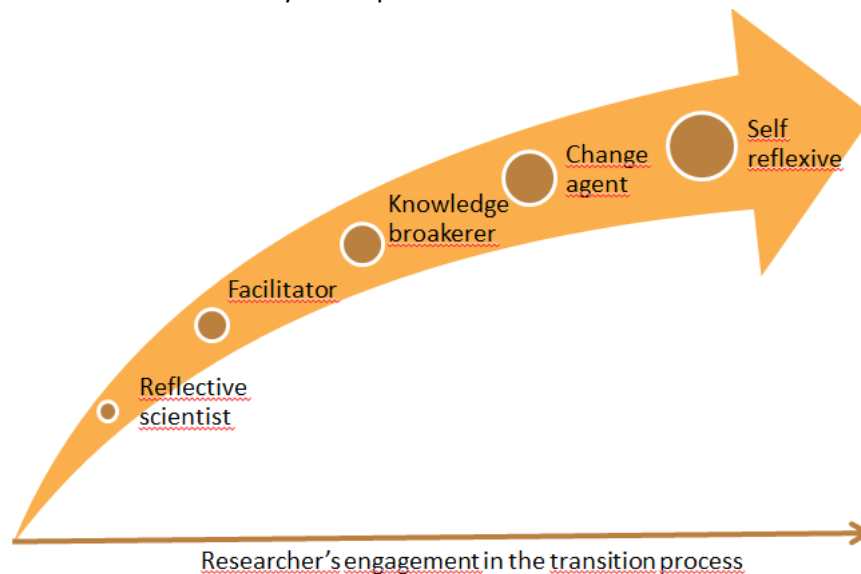 Self
reflexive
Change
agent
Knowledge
broakerer
Facilitator
Reflective
scientist
Researcher's engagement in the transition process